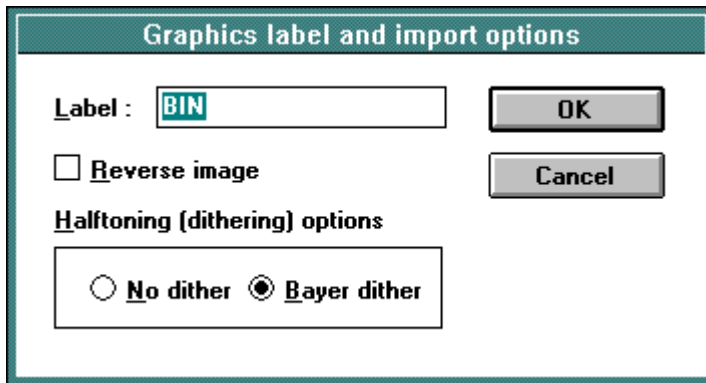 Graphics label and import options
Label : BIN
OK
Reverse image
Cancel
Halftoning (dithering) options
No dither Bayer dither